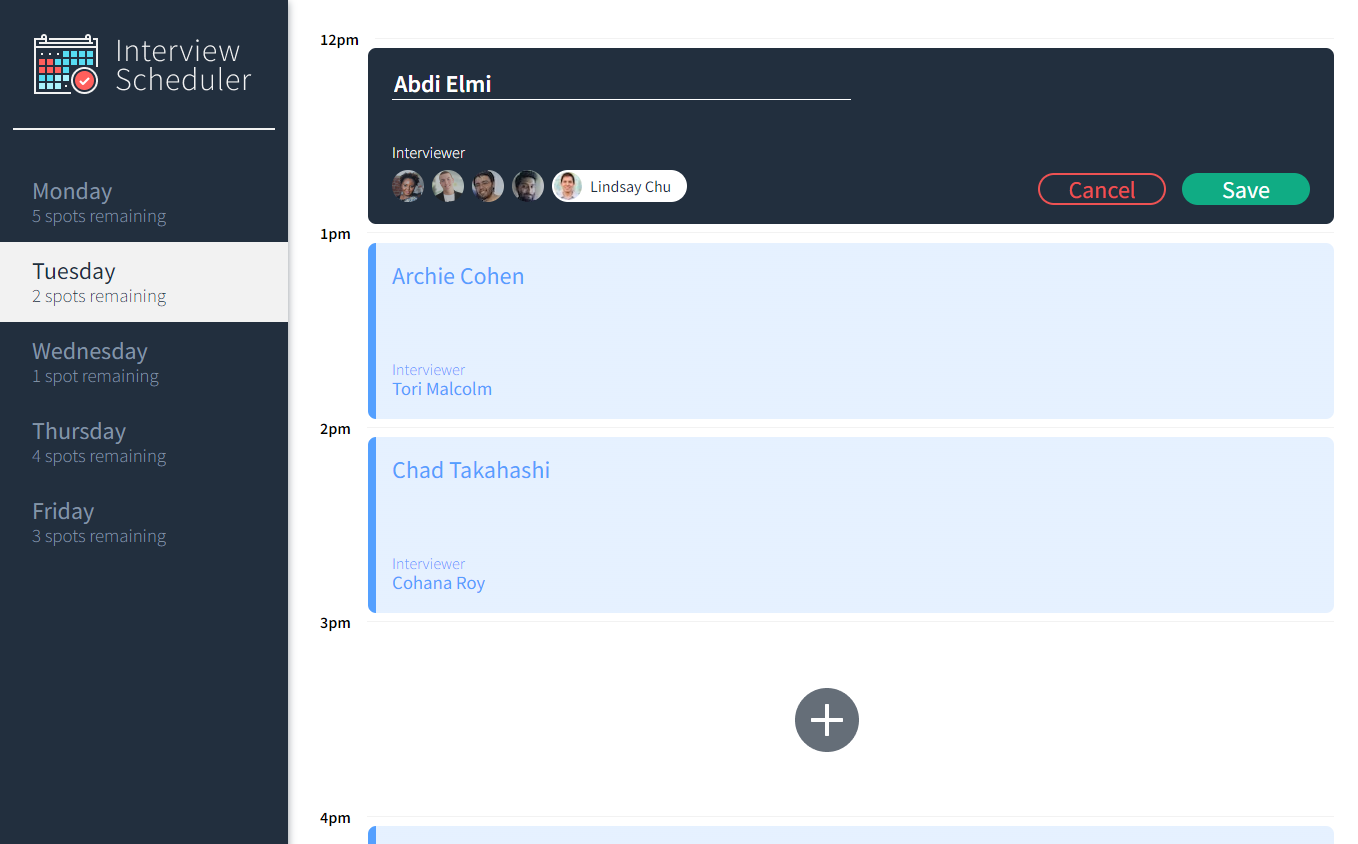 Interview
Scheduler
Monday
5 spots remaining
Tuesday
2 spots remaining
Wednesday
1 spot remaining
Thursday
4 spots remaining
Friday
3 spots remaining
12pm
Abdi Elmi
Interviewer
Lindsay Chu
Cancel
Save
1pm
Archie Cohen
Interviewer
Tori Malcolm
2pm
Chad Takahashi
Interviewer
Cohana Roy
3pm
4pm